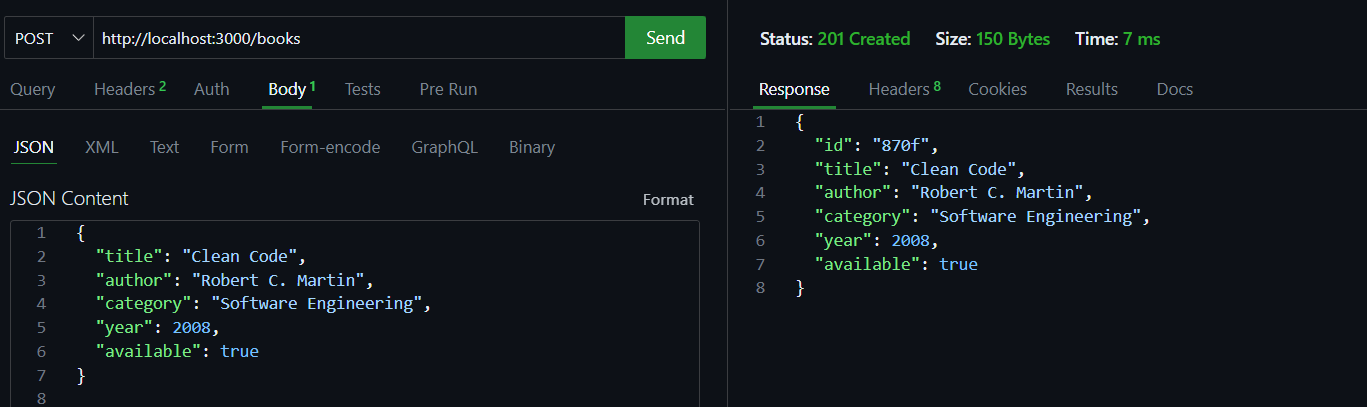 POST http://localhost:3000/books Send
Query Headers 2 Auth Body 1 Tests Pre Run
JSON XML Text Form Form-encode GraphQL Binary
JSON Content Format
1 {
2 "title": "Clean Code",
3 "author": "Robert C. Martin",
4 "category": "Software Engineering",
5 "year": 2008,
6 "available": true
7 }
8
Status: 201 Created Size: 150 Bytes Time: 7 ms
Response Headers 8 Cookies Results Docs
1 {
2 "id": "870f",
3 "title": "Clean Code",
4 "author": "Robert C. Martin",
5 "category": "Software Engineering",
6 "year": 2008,
7 "available": true
8 }